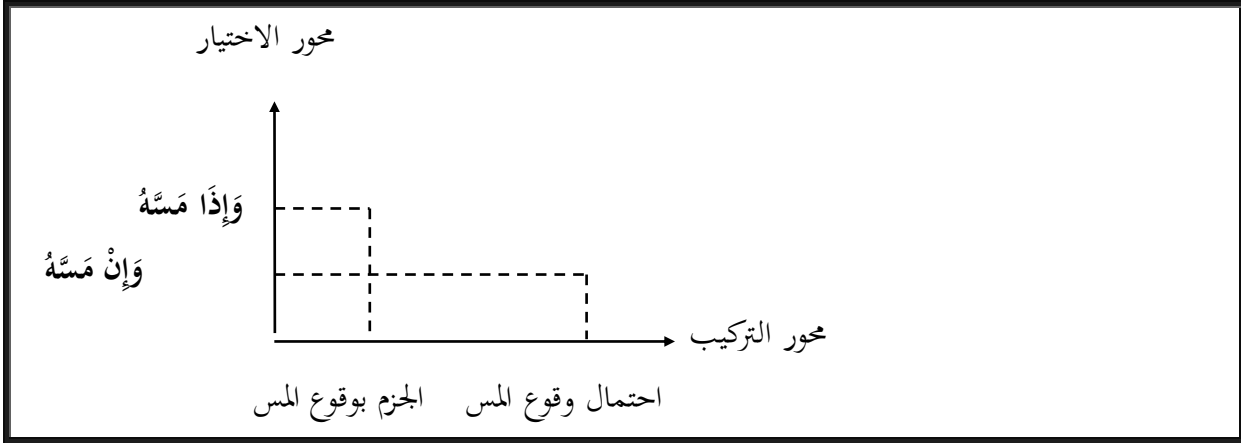 محور الاختيار
وَإِذَا مَسَّهُ
وَإِنْ مَسَّهُ
محور التركيب
الجزم بوقوع المس
احتمال وقوع المس